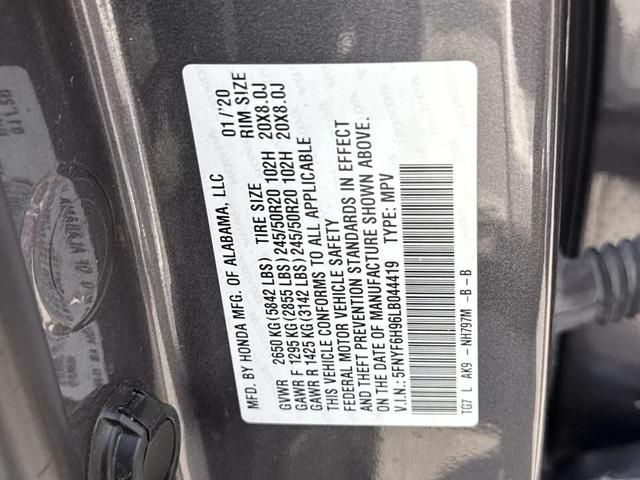 MFD. BY HONDA MFG. OF ALABAMA, LLC 01/'20
GVWR 2650 KG (5842 LBS) TIRE SIZE RIM SIZE
GAWR F 1295 KG (2855 LBS) 245/50R20 102H 20X8.0J
GAWR R 1425 KG (3142 LBS) 245/50R20 102H 20X8.0J
THIS VEHICLE CONFORMS TO ALL APPLICABLE
FEDERAL MOTOR VEHICLE SAFETY
AND THEFT PREVENTION STANDARDS IN EFFECT
ON THE DATE OF MANUFACTURE SHOWN ABOVE.
V.I.N.: 5FNYF6H96LB044419 TYPE: MPV
TG7 L AK9 - NH797M -B -B